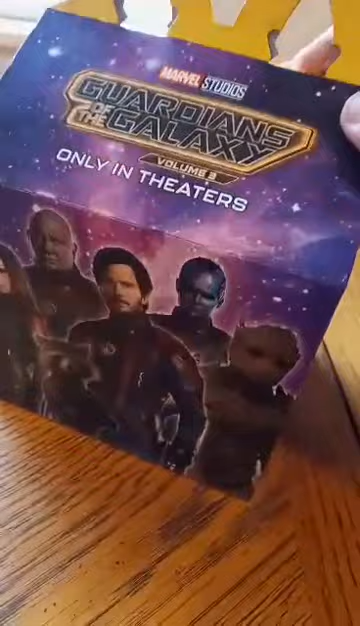 MARVEL STUDIOS
GUARDIANS
OF THE GALAXY
VOLUME 3
ONLY IN THEATERS